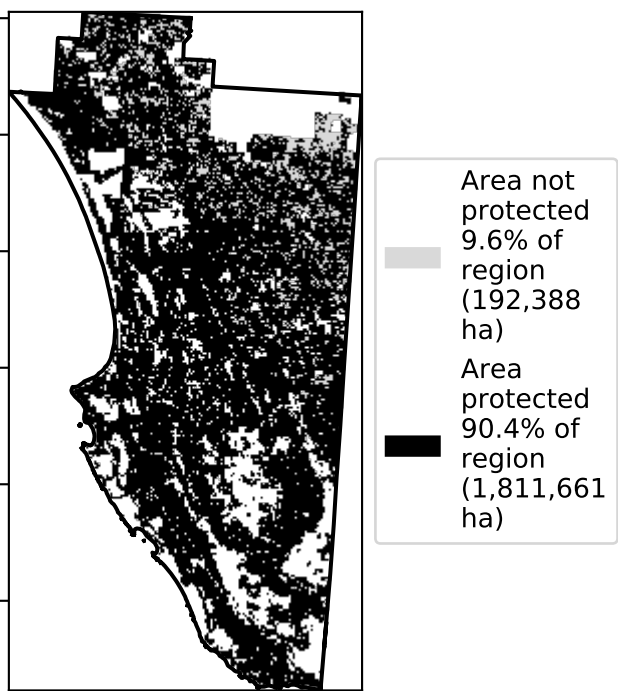 Area not
protected
9.6% of
region
(192,388
ha)
Area
protected
90.4% of
region
(1,811,661
ha)